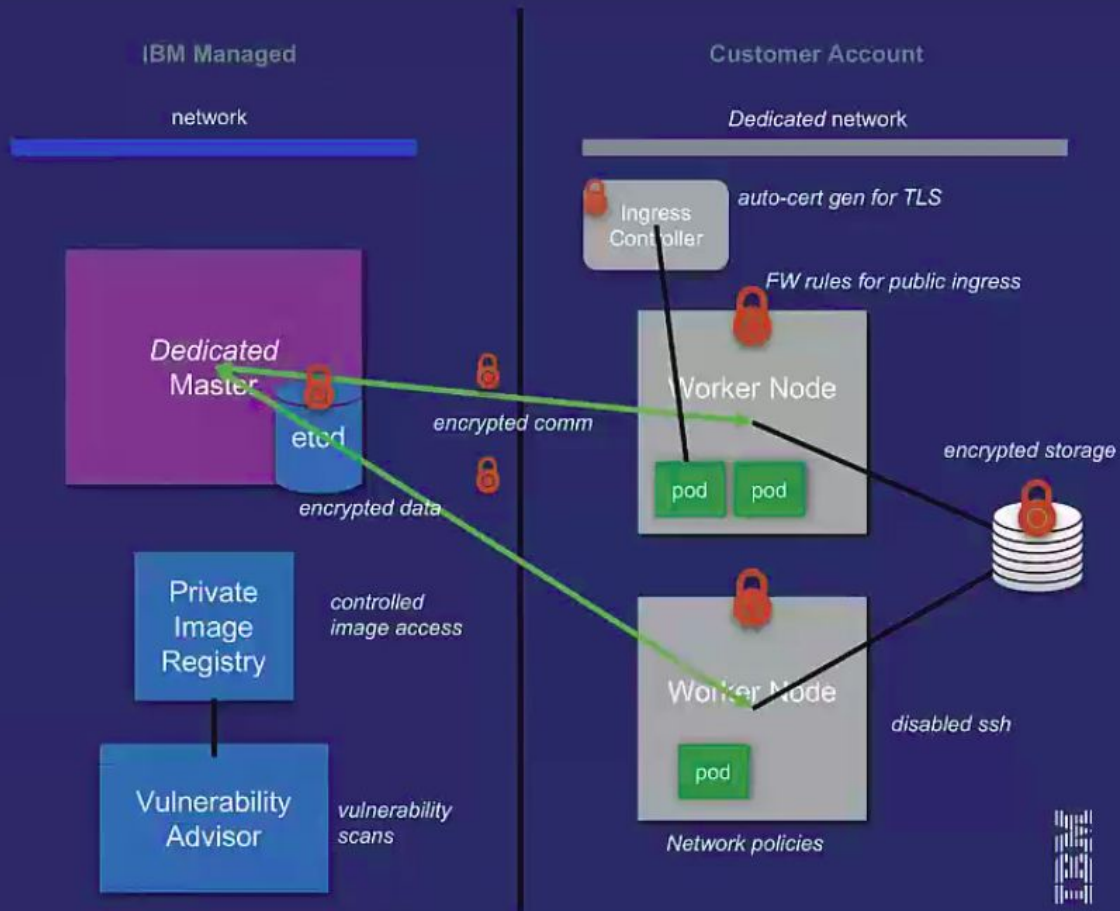 IBM Managed
Customer Account
network
Dedicated network
Ingress
Controller
auto-cert gen for TLS
FW rules for public ingress
Dedicated
Master
etcd
encrypted comm
encrypted data
Worker Node
pod
pod
encrypted storage
Private
Image
Registry
controlled
image access
Worker Node
disabled ssh
pod
Vulnerability
Advisor
vulnerability
scans
Network policies
IBM